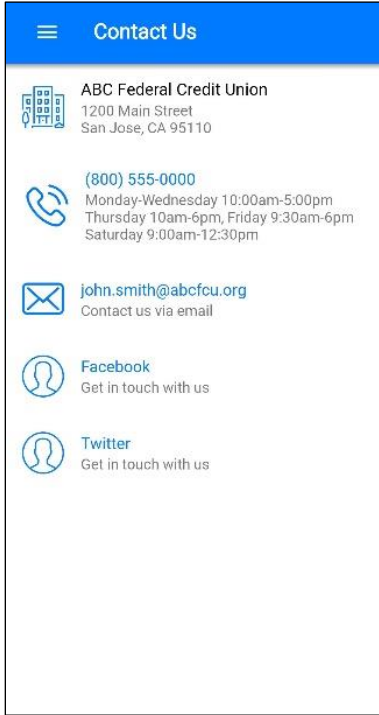 Contact Us
ABC Federal Credit Union
1200 Main Street
San Jose, CA 95110
(800) 555-0000
Monday-Wednesday 10:00am-5:00pm
Thursday 10am-6pm, Friday 9:30am-6pm
Saturday 9:00am-12:30pm
john.smith@abcfcu.org
Contact us via email
Facebook
Get in touch with us
Twitter
Get in touch with us